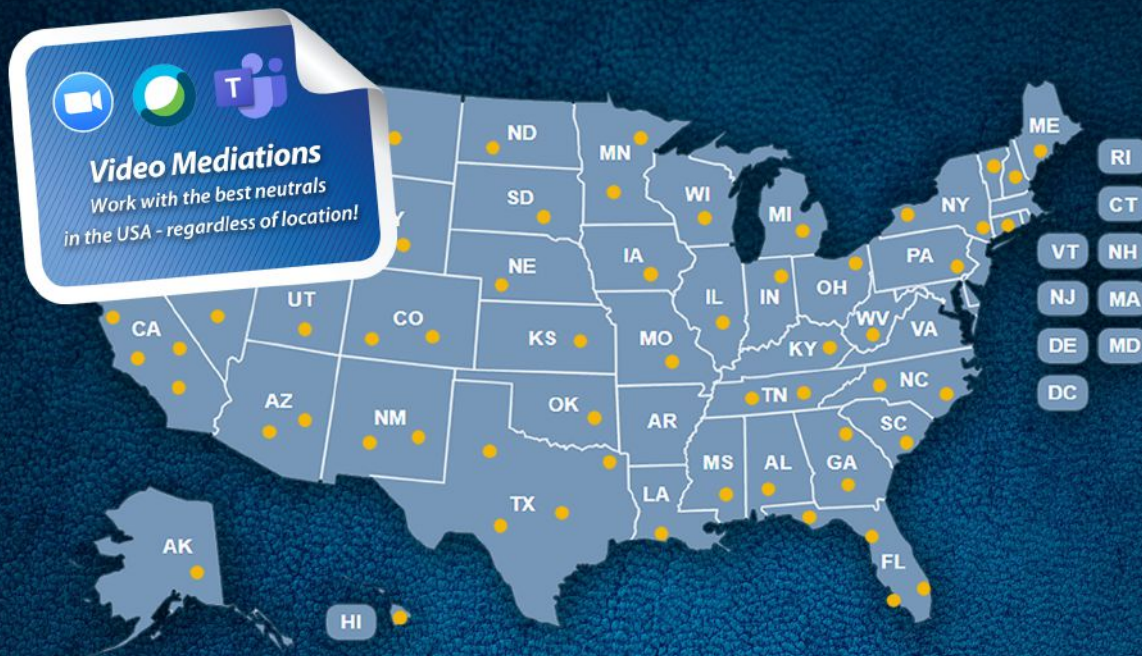 T
Video Mediations
Work with the best neutrals
in the USA - regardless of location!
ND
MN
ME
RI
SD
WI
MI
NY
CT
Y
NE
IA
PA
VT
NH
UT
IL
IN
OH
NJ
MA
CA
CO
KS
MO
WV
VA
KY
DE
MD
AZ
NM
OK
AR
TN
NC
DC
SC
MS
AL
GA
TX
LA
AK
FL
HI